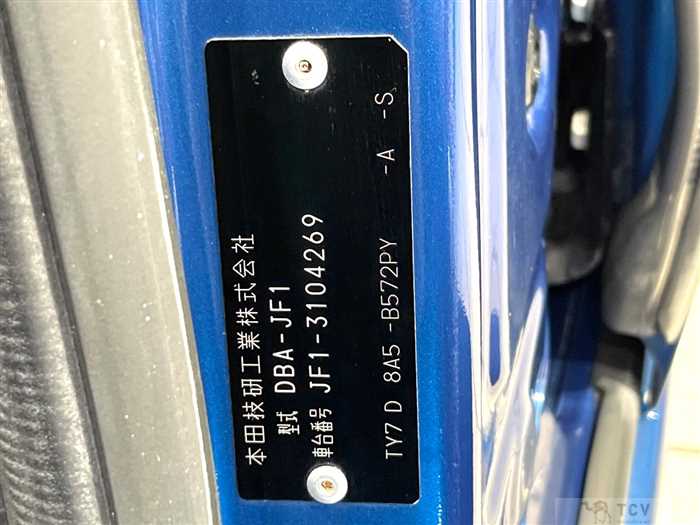 本田技研工業株式会社
型式 DBA-JF1
車台番号 JF1-3104269
TY7 D 8A5 -B572PY -A -S
TCV